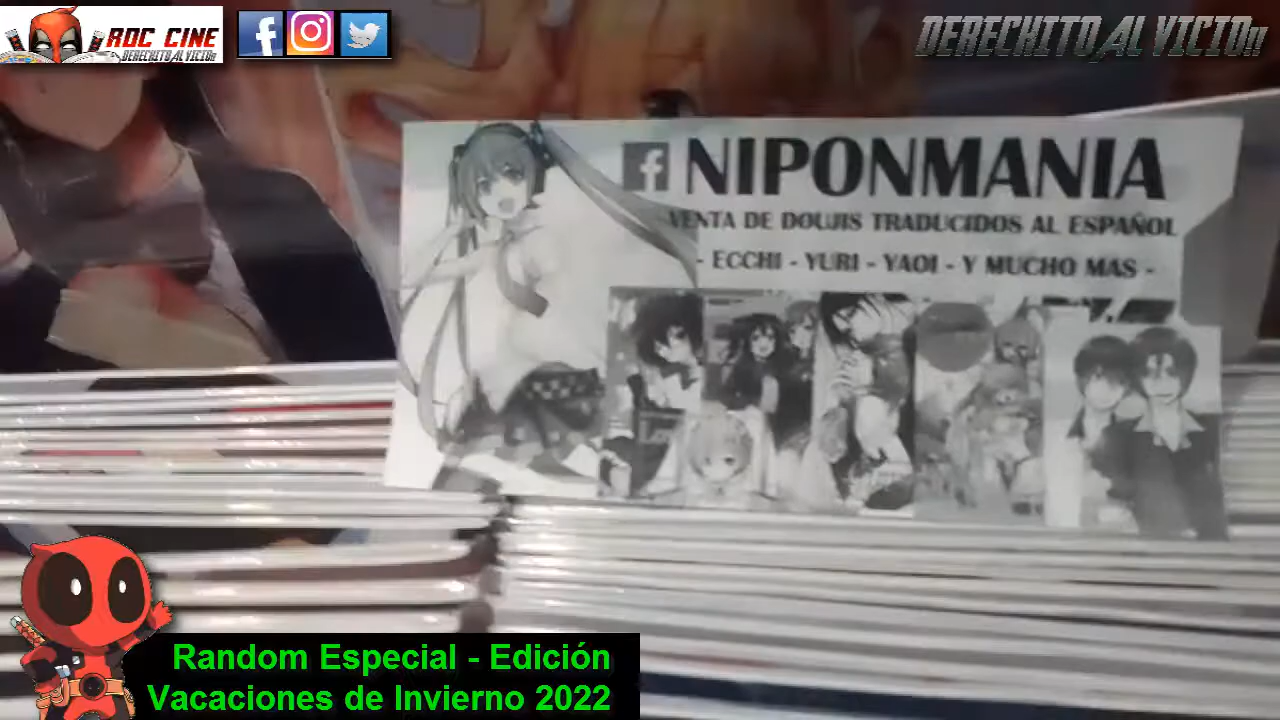 RDC CINE
DERECHITO AL VICIO!!
DERECHITO AL VICIO!!
NIPONMANIA
VENTA DE DOUJIS TRADUCIDOS AL ESPAÑOL
- ECCHI - YURI - YAOI - Y MUCHO MAS -
Random Especial - Edición
Vacaciones de Invierno 2022